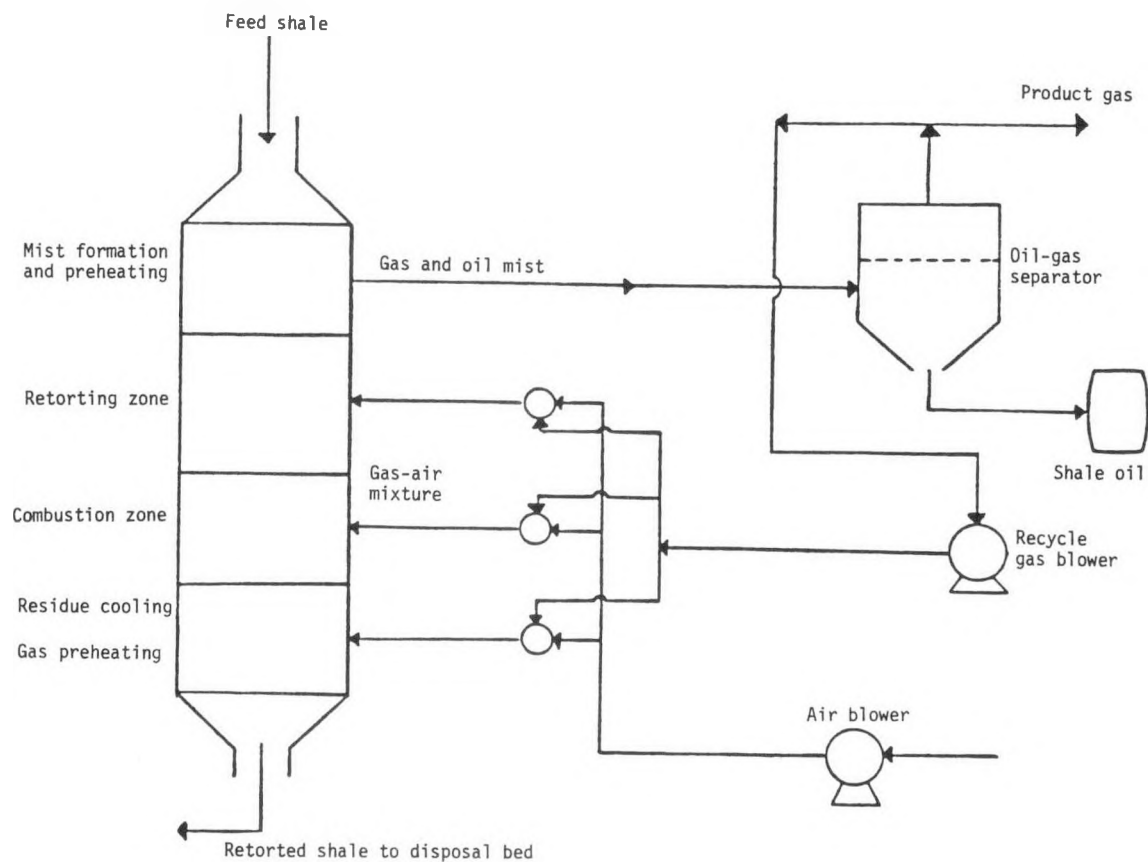 Feed shale
Product gas
Mist formation
and preheating
Gas and oil mist
Oil-gas
separator
Retorting zone
Gas-air
mixture
Shale oil
Combustion zone
Recycle
gas blower
Residue cooling
Gas preheating
Air blower
Retorted shale to disposal bed